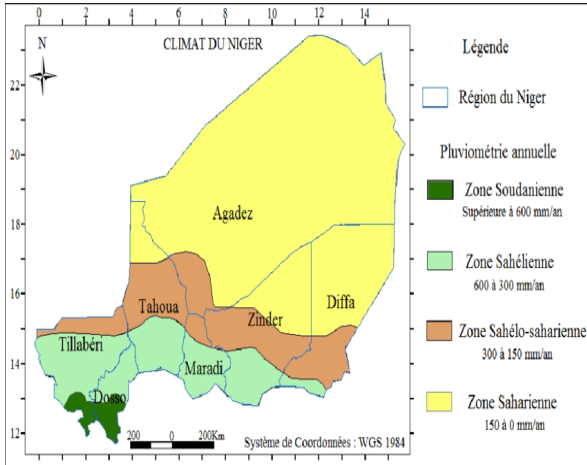 0 2 4 6 8 10 12 14
N
CLIMAT DU NIGER
22
20
18
16
14
12
Agadez
Diffa
Tahoua
Zinder
Tillabéri
Maradi
Dosso
200 0 200Km
Système de Coordonées : WGS 1984
Légende
Région du Niger
Pluviométrie annuelle
Zone Soudanienne
Supérieure à 600 mm/an
Zone Sahélienne
600 à 300 mm/an
Zone Sahélo-saharienne
300 à 150 mm/an
Zone Saharienne
150 à 0 mm/an